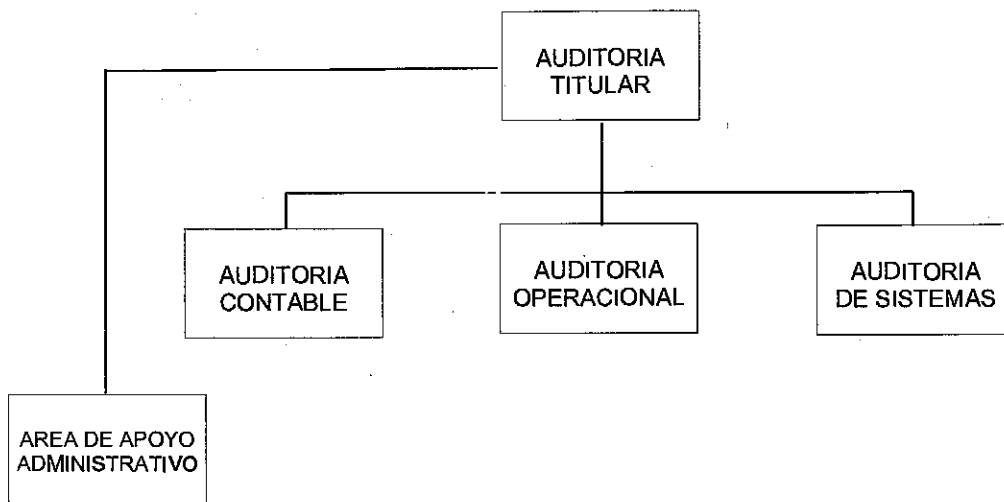 AUDITORIA
TITULAR
AUDITORIA
CONTABLE
AUDITORIA
OPERACIONAL
AUDITORIA
DE SISTEMAS
AREA DE APOYO
ADMINISTRATIVO